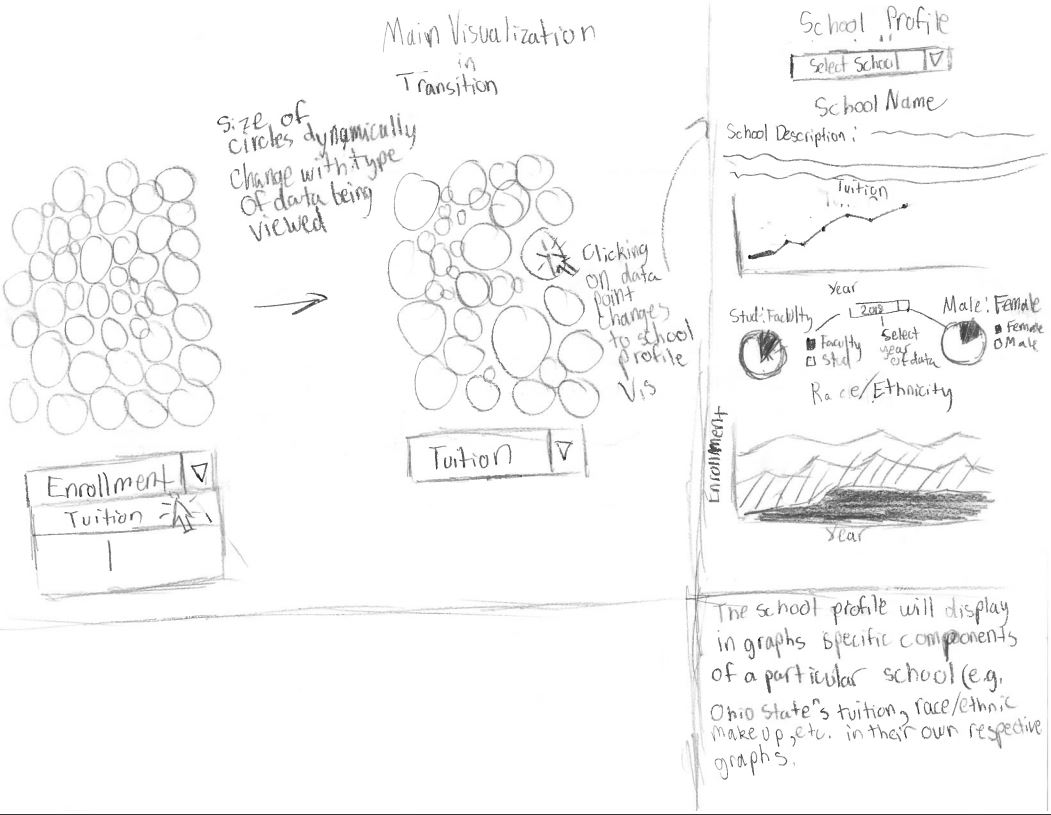 Main Visualization
in
Transition
Size of
circles dynamically
change with type
of data being
viewed
Enrollment
Tuition
Tuition
Clicking
on data
point
changes
to school
profile
Vis
School Profile
Select School
School Name
School Description:
Tuition
Year
Stud:Faculty
Faculty
Stud
2018
Select
year
of data
Male:Female
Female
Male
Race/Ethnicity
Enrollment
Year
The school profile will display
in graphs specific components
of a particular school (e.g.
Ohio State"s tuition, race/ethnic
makeup, etc. in their own respective
graphs.